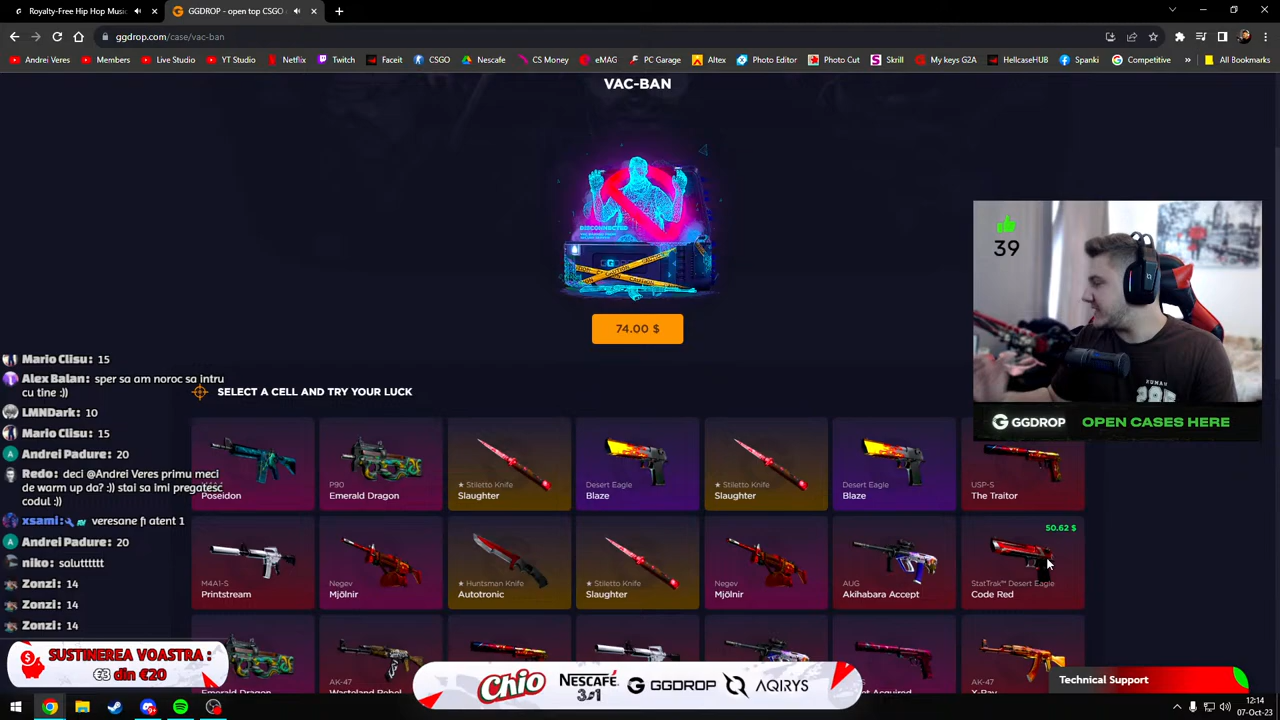 Royalty-Free Hip Hop Music
GGDROP - open top CSGO
ggdrop.com/case/vac-ban
Andrei Veres
Members
Live Studio
YT Studio
Netflix
Twitch
Faceit
CSGO
Nescafe
CS Money
eMAG
PC Garage
Altex
Photo Editor
Photo Cut
Skrill
My keys G2A
HellcaseHUB
Spanki
Competitive
»
All Bookmarks
VAC-BAN
DISCONNECTED
74.00 $
39
GGDROP OPEN CASES HERE
SELECT A CELL AND TRY YOUR LUCK
Mario Clisu: 15
Alex Balan: sper sa am noroc sa intru
cu tine :))
LMNDark: 10
Mario Clisu: 15
Andrei Padure: 20
Redo: deci @Andrei Veres primu meci
de warm up da? :)) stai sa imi pregatesc
codul :))
xsami: veresane fi atent 1
Andrei Padure: 20
niko: saluttttt
Zonzi: 14
Zonzi: 14
Zonzi: 14
Poseidon
P90
Emerald Dragon
★ Stiletto Knife
Slaughter
Desert Eagle
Blaze
★ Stiletto Knife
Slaughter
Desert Eagle
Blaze
USP-S
The Traitor
M4A1-S
Printstream
Negev
Mjölnir
★ Huntsman Knife
Autotronic
★ Stiletto Knife
Slaughter
Negev
Mjölnir
AUG
Akihabara Accept
50.62 $
StatTrak™ Desert Eagle
Code Red
Emerald Dragon
AK-47
Wasteland Rebel
AK-47
X-Ray
SUSTINEREA VOASTRA :
€3 din €20
Chio
NESCAFÉ
3in1
GGDROP
AQIRYS
Technical Support
12:14
07-Oct-23